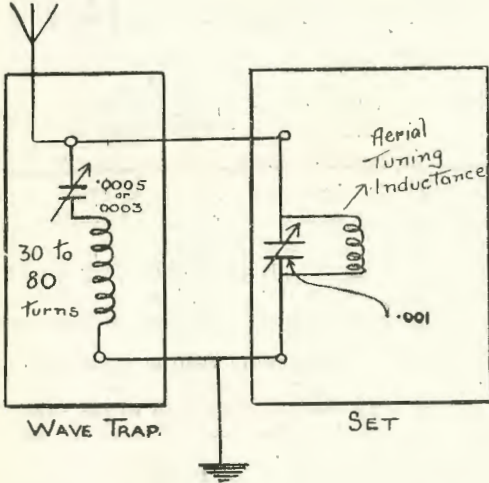 Aerial
Tuning
Inductance
.0005
or
.0003
30 to
80
turns
.001
WAVE TRAP.
SET